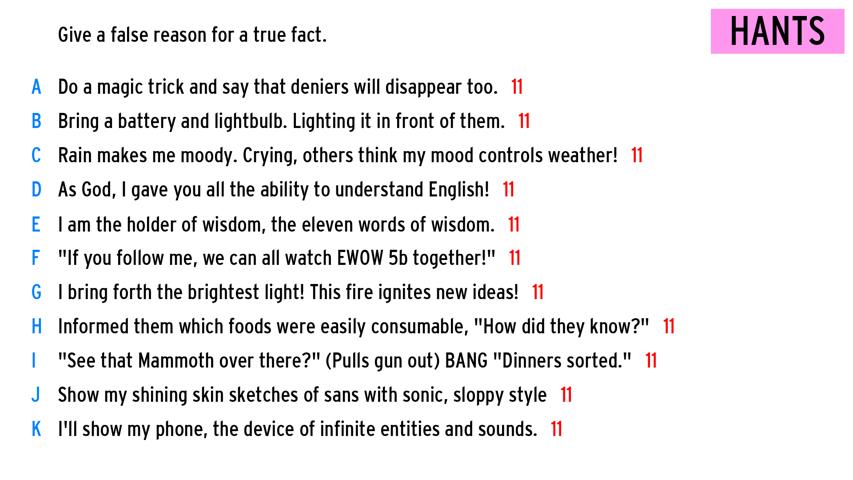 Give a false reason for a true fact.
HANTS
A Do a magic trick and say that deniers will disappear too. 11
B Bring a battery and lightbulb. Lighting it in front of them. 11
C Rain makes me moody. Crying, others think my mood controls weather! 11
D As God, I gave you all the ability to understand English! 11
E I am the holder of wisdom, the eleven words of wisdom. 11
F "If you follow me, we can all watch EWOW 5b together!" 11
G I bring forth the brightest light! This fire ignites new ideas! 11
H Informed them which foods were easily consumable, "How did they know?" 11
I "See that Mammoth over there?" (Pulls gun out) BANG "Dinners sorted." 11
J Show my shining skin sketches of sans with sonic, sloppy style 11
K I'll show my phone, the device of infinite entities and sounds. 11